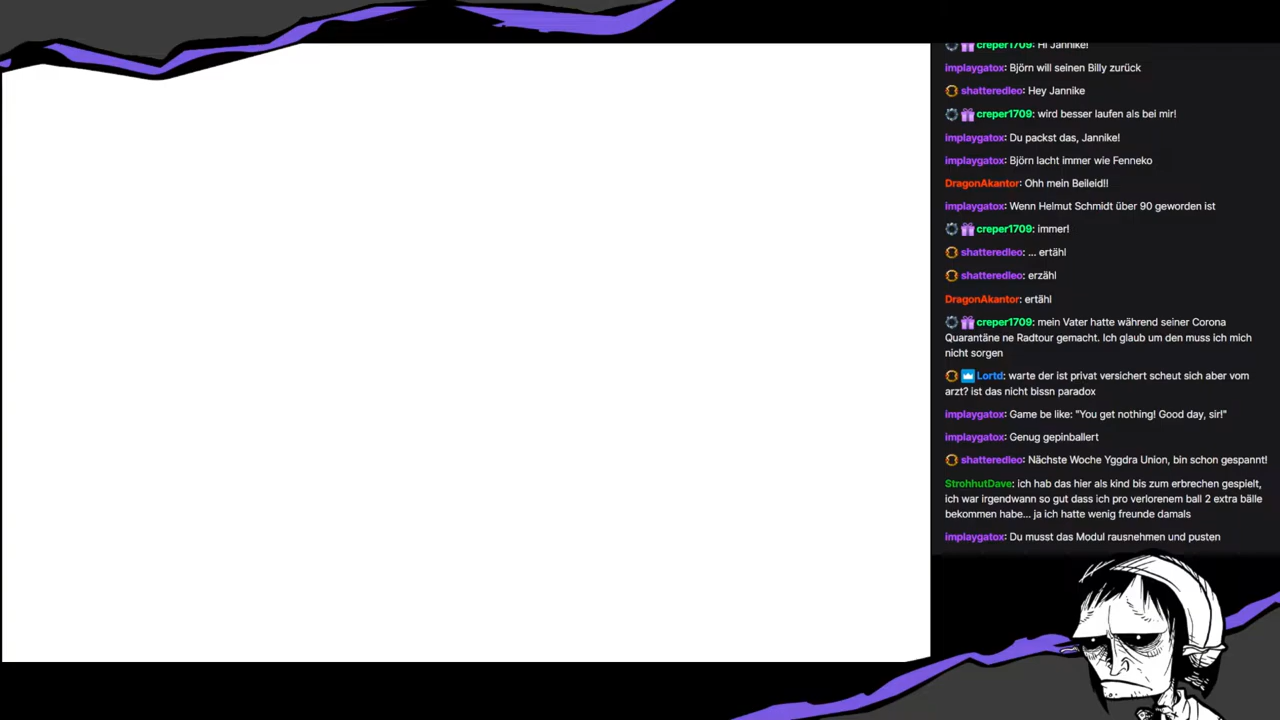 creper1709: Hi Jannike!
implaygatox: Björn will seinen Billy zurück
shatteredleo: Hey Jannike
creper1709: wird besser laufen als bei mir!
implaygatox: Du packst das, Jannike!
implaygatox: Björn lacht immer wie Fenneko
DragonAkantor: Ohh mein Beileid!!
implaygatox: Wenn Helmut Schmidt über 90 geworden ist
creper1709: immer!
shatteredleo: ... ertähl
shatteredleo: erzähl
DragonAkantor: ertähl
creper1709: mein Vater hatte während seiner Corona
Quarantäne ne Radtour gemacht. Ich glaub um den muss ich mich
nicht sorgen
Lortd: warte der ist privat versichert scheut sich aber vom
arzt? ist das nicht bissn paradox
implaygatox: Game be like: "You get nothing! Good day, sir!"
implaygatox: Genug gepinballert
shatteredleo: Nächste Woche Yggdra Union, bin schon gespannt!
StrohhutDave: ich hab das hier als kind bis zum erbrechen gespielt,
ich war irgendwann so gut dass ich pro verlorenem ball 2 extra bälle
bekommen habe... ja ich hatte wenig freunde damals
implaygatox: Du musst das Modul rausnehmen und pusten